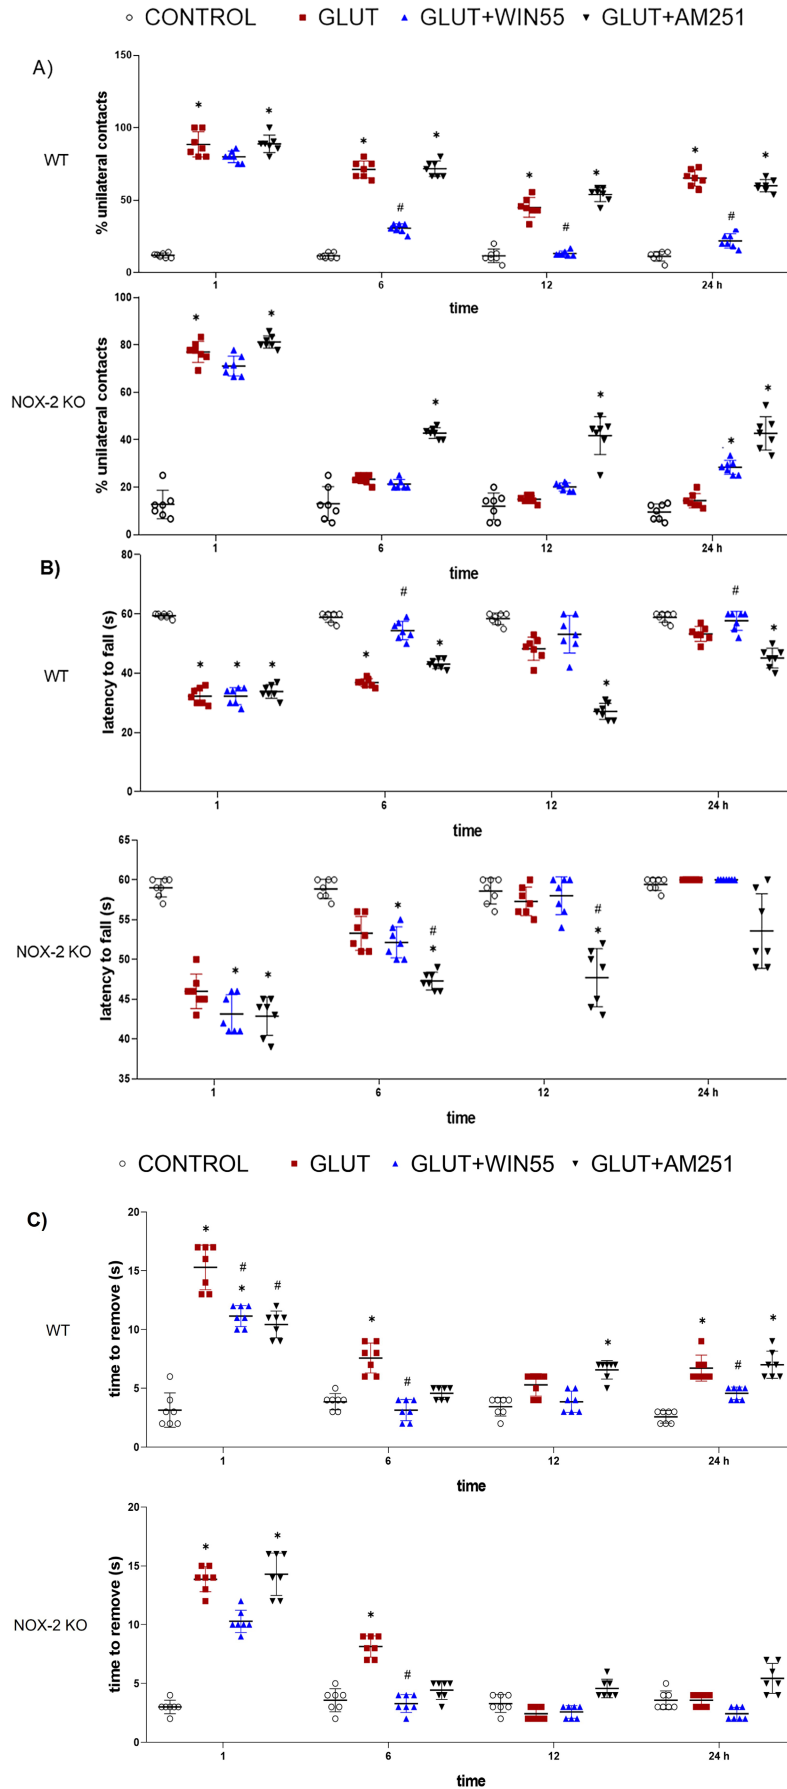 CONTROL GLUT GLUT+WIN55 GLUT+AM251
A)
WT
% unilateral contacts
150
100
50
0
* * * * * * * *
# # #
1 6 12 24 h
time
NOX-2 KO
% unilateral contacts
100
80
60
40
20
0
* * * * * *
1 6 12 24 h
time
B)
WT
latency to fall (s)
80
60
40
20
0
* * * * * * *
# #
1 6 12 24 h
time
NOX-2 KO
latency to fall (s)
65
60
55
50
45
40
35
* * * * *
# #
1 6 12 24 h
time
CONTROL GLUT GLUT+WIN55 GLUT+AM251
C)
WT
time to remove (s)
20
15
10
5
0
* * * * * *
# # # #
1 6 12 24 h
time
NOX-2 KO
time to remove (s)
20
15
10
5
0
* * *
#
1 6 12 24 h
time